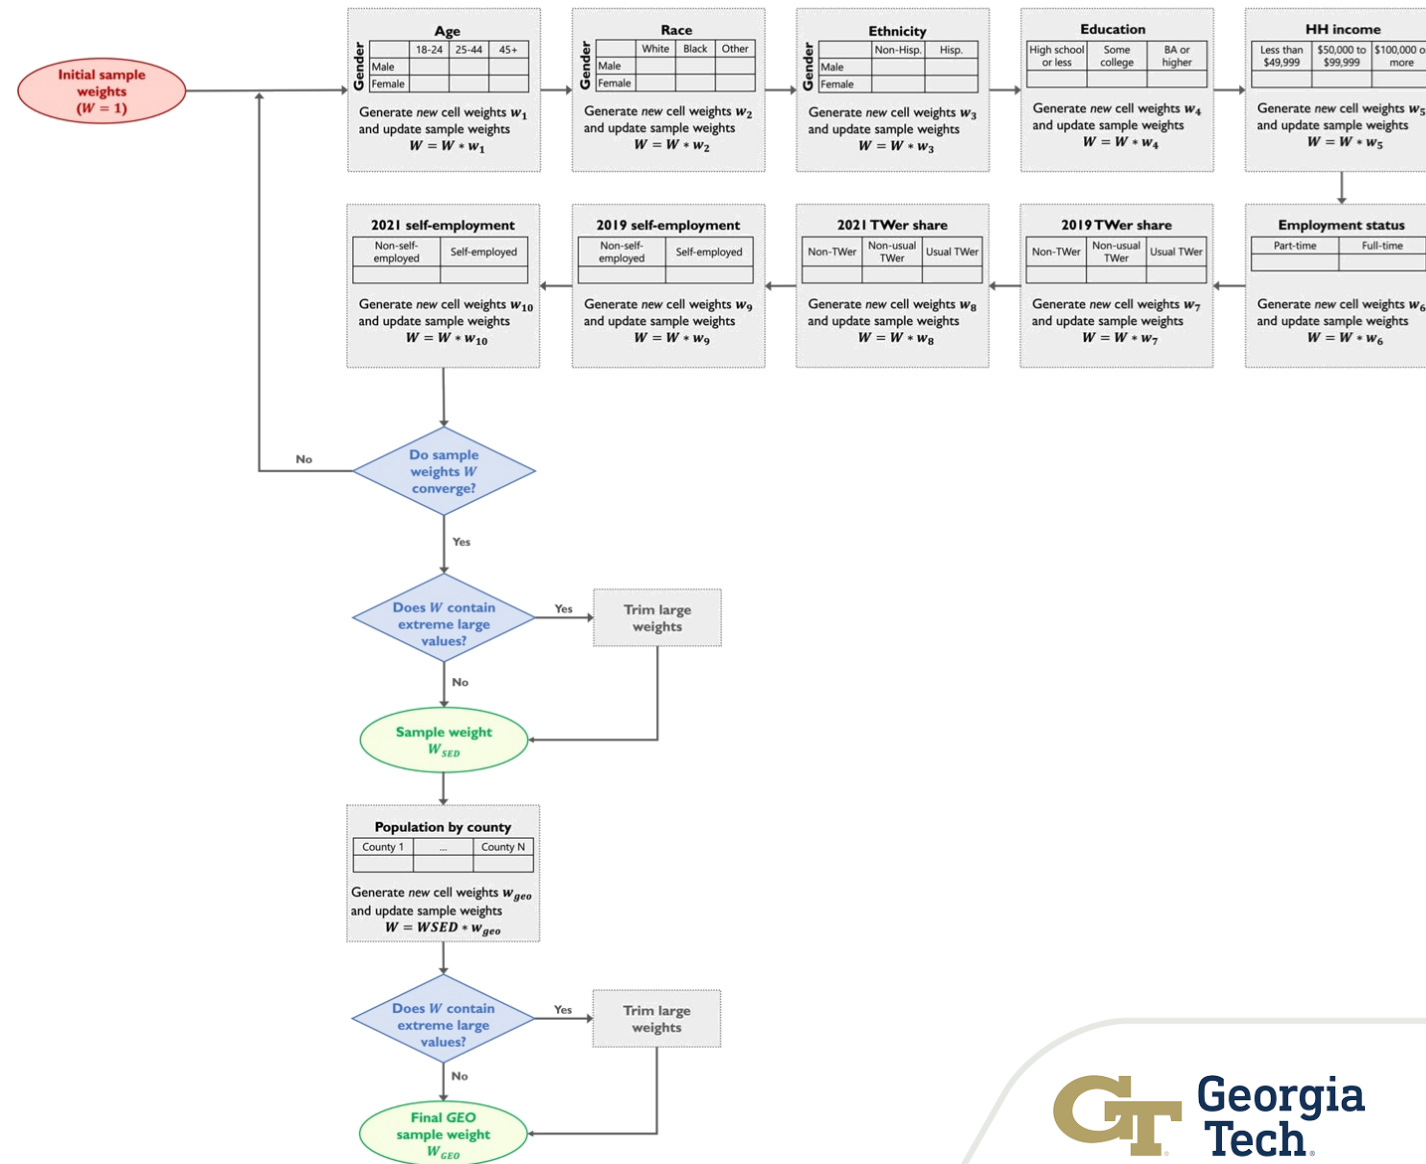 Initial sample
weights
(W = 1)
Gender
Age
18-24 25-44 45+
Male
Female
Generate new cell weights w1
and update sample weights
W = W * w1
Gender
Race
White Black Other
Male
Female
Generate new cell weights w2
and update sample weights
W = W * w2
Gender
Ethnicity
Non-Hisp. Hisp.
Male
Female
Generate new cell weights w3
and update sample weights
W = W * w3
Education
High school or less
Some college
BA or higher
Generate new cell weights w4
and update sample weights
W = W * w4
HH income
Less than $49,999
$50,000 to $99,999
$100,000 o
more
Generate new cell weights w5
and update sample weights
W = W * w5
Employment status
Part-time Full-time
Generate new cell weights w6
and update sample weights
W = W * w6
2019 TWer share
Non-TWer
Non-usual TWer
Usual TWer
Generate new cell weights w7
and update sample weights
W = W * w7
2021 TWer share
Non-TWer
Non-usual TWer
Usual TWer
Generate new cell weights w8
and update sample weights
W = W * w8
2019 self-employment
Non-self-
employed
Self-employed
Generate new cell weights w9
and update sample weights
W = W * w9
2021 self-employment
Non-self-
employed
Self-employed
Generate new cell weights w10
and update sample weights
W = W * w10
Do sample
weights W
converge?
No
Yes
Does W contain
extreme large
values?
Yes
Trim large
weights
No
Sample weight
WSED
Population by county
County 1 ... County N
Generate new cell weights wgeo
and update sample weights
W = WSED * wgeo
Does W contain
extreme large
values?
Yes
Trim large
weights
No
Final GEO
sample weight
WGEO
GT
Georgia
Tech.